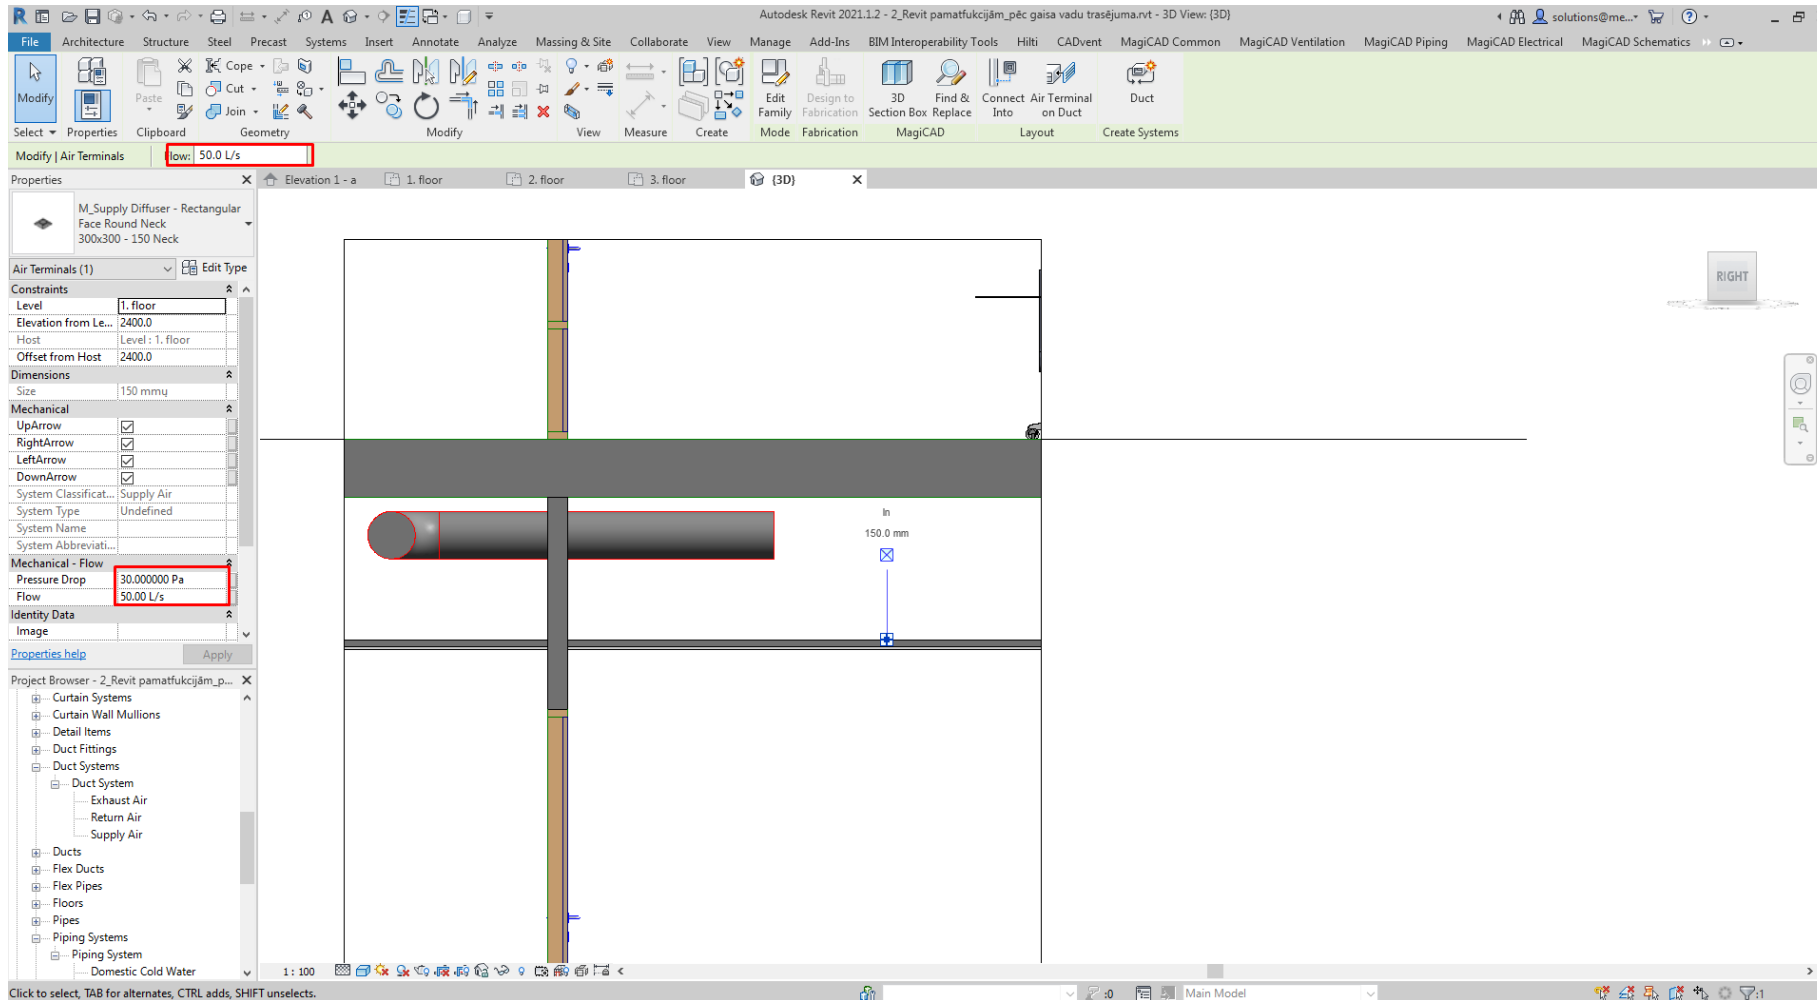 Autodesk Revit 2021.1.2 - 2_Revit pamatfukcijām_pēc gaisa vadu trasējuma.rvt - 3D View: {3D}
solutions@me...
File Architecture Structure Steel Precast Systems Insert Annotate Analyze Massing & Site Collaborate View Manage Add-Ins BIM Interoperability Tools Hilti CADvent MagiCAD Common MagiCAD Ventilation MagiCAD Piping MagiCAD Electrical MagiCAD Schematics
Cope
Cut
Join
Modify
Paste
Edit Family
Design to Fabrication
3D Section Box
Find & Replace
Connect Into
Air Terminal on Duct
Duct
Select Properties Clipboard Geometry Modify View Measure Create Mode Fabrication MagiCAD Layout Create Systems
Modify | Air Terminals
Flow: 50.0 L/s
Properties
Elevation 1 - a 1. floor 2. floor 3. floor {3D}
M_Supply Diffuser - Rectangular
Face Round Neck
300x300 - 150 Neck
Air Terminals (1) Edit Type
Constraints
Level 1. floor
Elevation from Le... 2400.0
Host Level : 1. floor
Offset from Host 2400.0
Dimensions
Size 150 mmų
Mechanical
UpArrow
RightArrow
LeftArrow
DownArrow
System Classificat... Supply Air
System Type Undefined
System Name
System Abbreviati...
Mechanical - Flow
Pressure Drop 30.000000 Pa
Flow 50.00 L/s
Identity Data
Image
Properties help Apply
Project Browser - 2_Revit pamatfukcijām_p...
Curtain Systems
Curtain Wall Mullions
Detail Items
Duct Fittings
Duct Systems
Duct System
Exhaust Air
Return Air
Supply Air
Ducts
Flex Ducts
Flex Pipes
Floors
Pipes
Piping Systems
Piping System
Domestic Cold Water
RIGHT
In
150.0 mm
1 : 100
Click to select, TAB for alternates, CTRL adds, SHIFT unselects.
:0
Main Model
:1